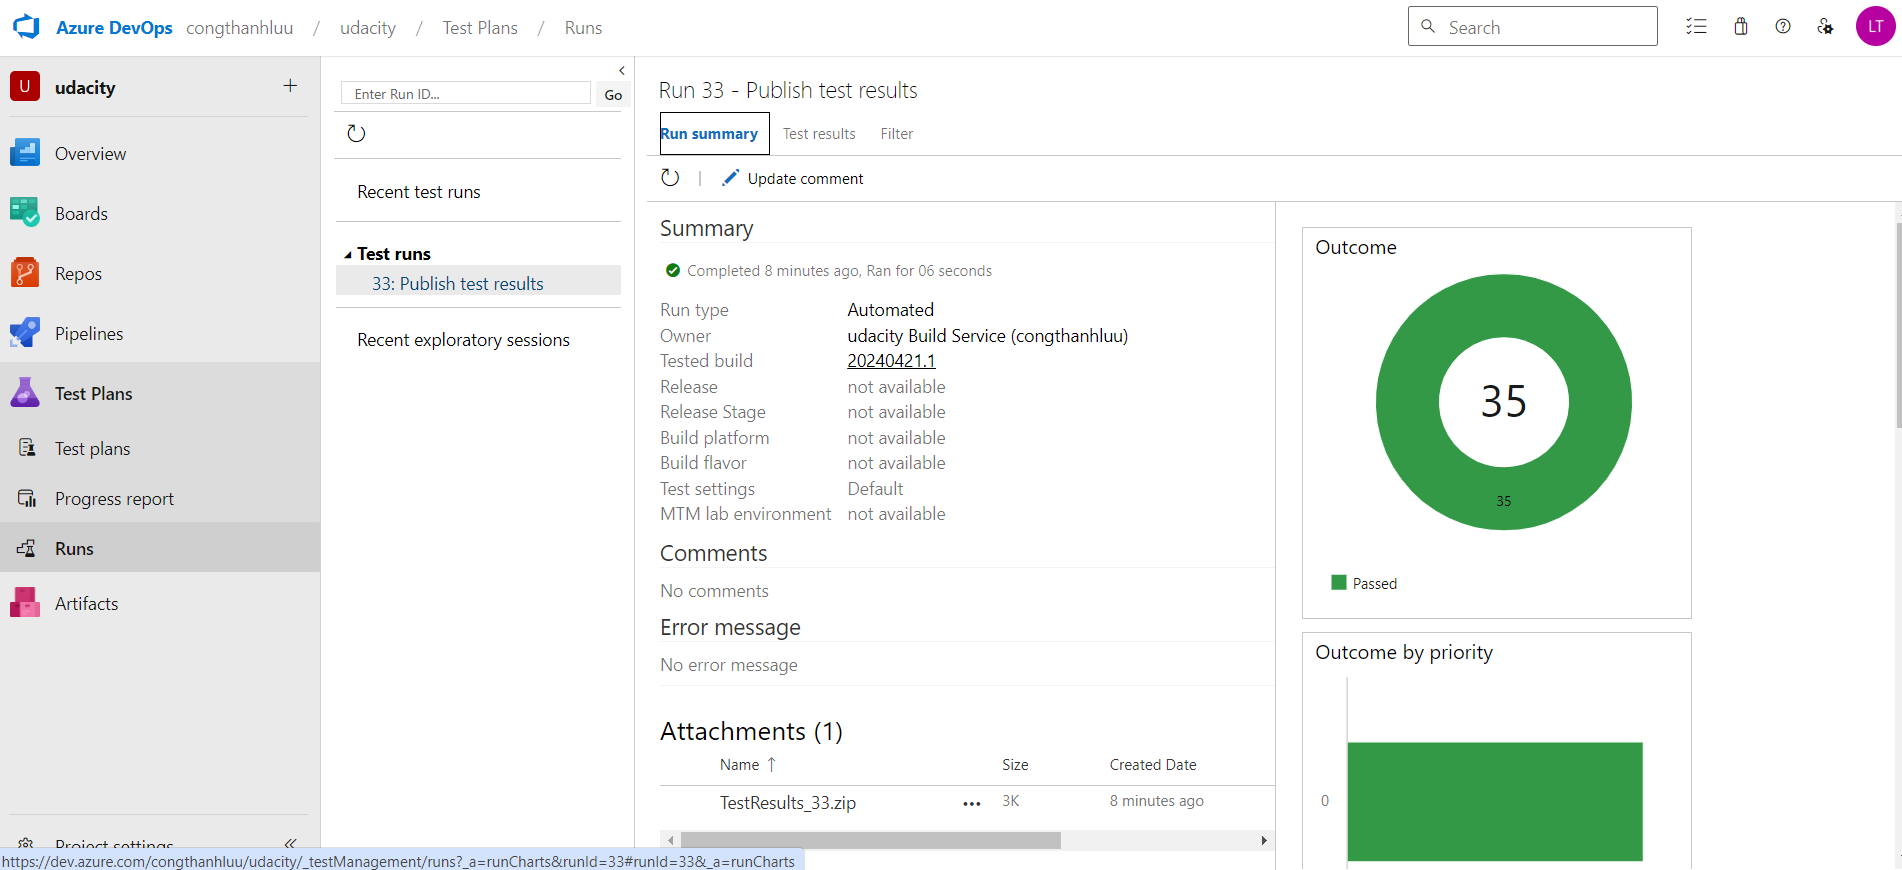 Azure DevOps congthanhluu / udacity / Test Plans / Runs
Search
LT
U udacity
Overview
Boards
Repos
Pipelines
Test Plans
Test plans
Progress report
Runs
Artifacts
Project settings
https://dev.azure.com/congthanhluu/udacity/_testManagement/runs?_a=runCharts&runId=33#runId=33&_a=runCharts
Enter Run ID...
Go
Recent test runs
Test runs
33: Publish test results
Recent exploratory sessions
Run 33 - Publish test results
Run summary Test results Filter
Update comment
Summary
Completed 8 minutes ago, Ran for 06 seconds
Run type Automated
Owner udacity Build Service (congthanhluu)
Tested build 20240421.1
Release not available
Release Stage not available
Build platform not available
Build flavor not available
Test settings Default
MTM lab environment not available
Comments
No comments
Error message
No error message
Attachments (1)
Name ↑ Size Created Date
TestResults_33.zip ••• 3K 8 minutes ago
Outcome
35
35
Passed
Outcome by priority
0